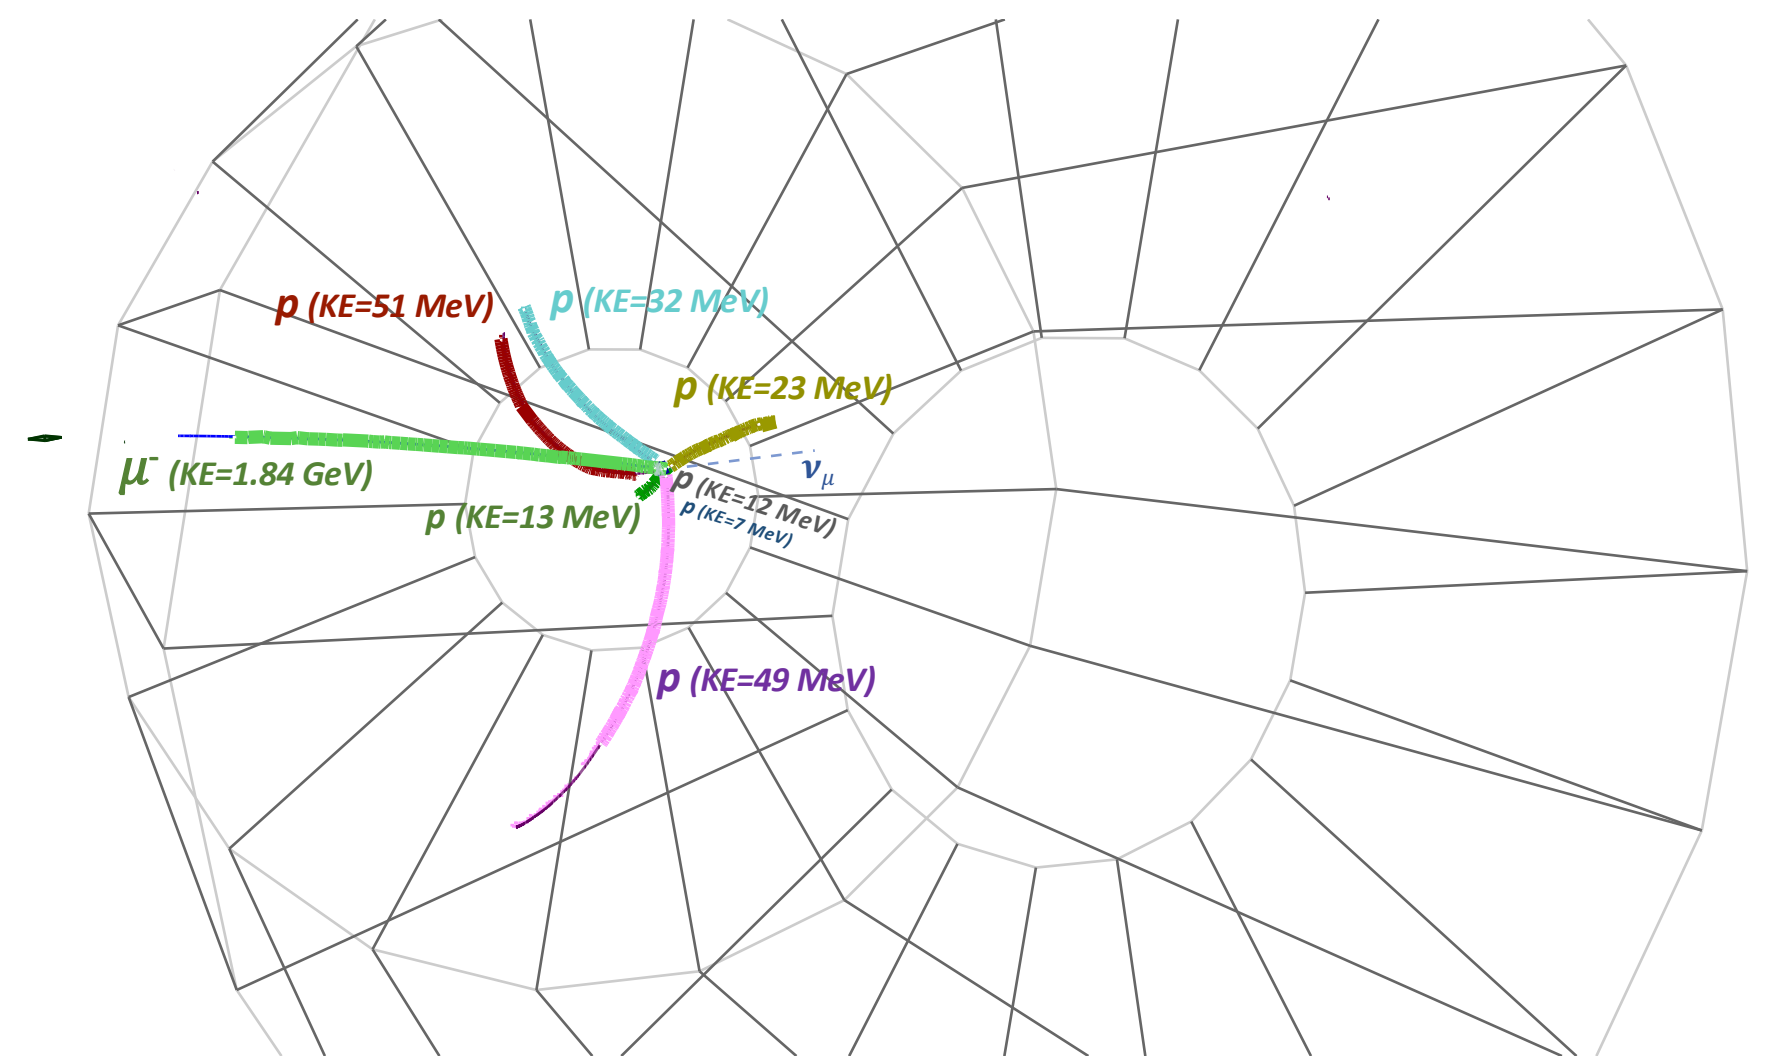 p (KE=51 MeV)
p (KE=32 MeV)
p (KE=23 MeV)
μ⁻ (KE=1.84 GeV)
ν_μ
p (KE=12 MeV)
p (KE=7 MeV)
p (KE=13 MeV)
p (KE=49 MeV)